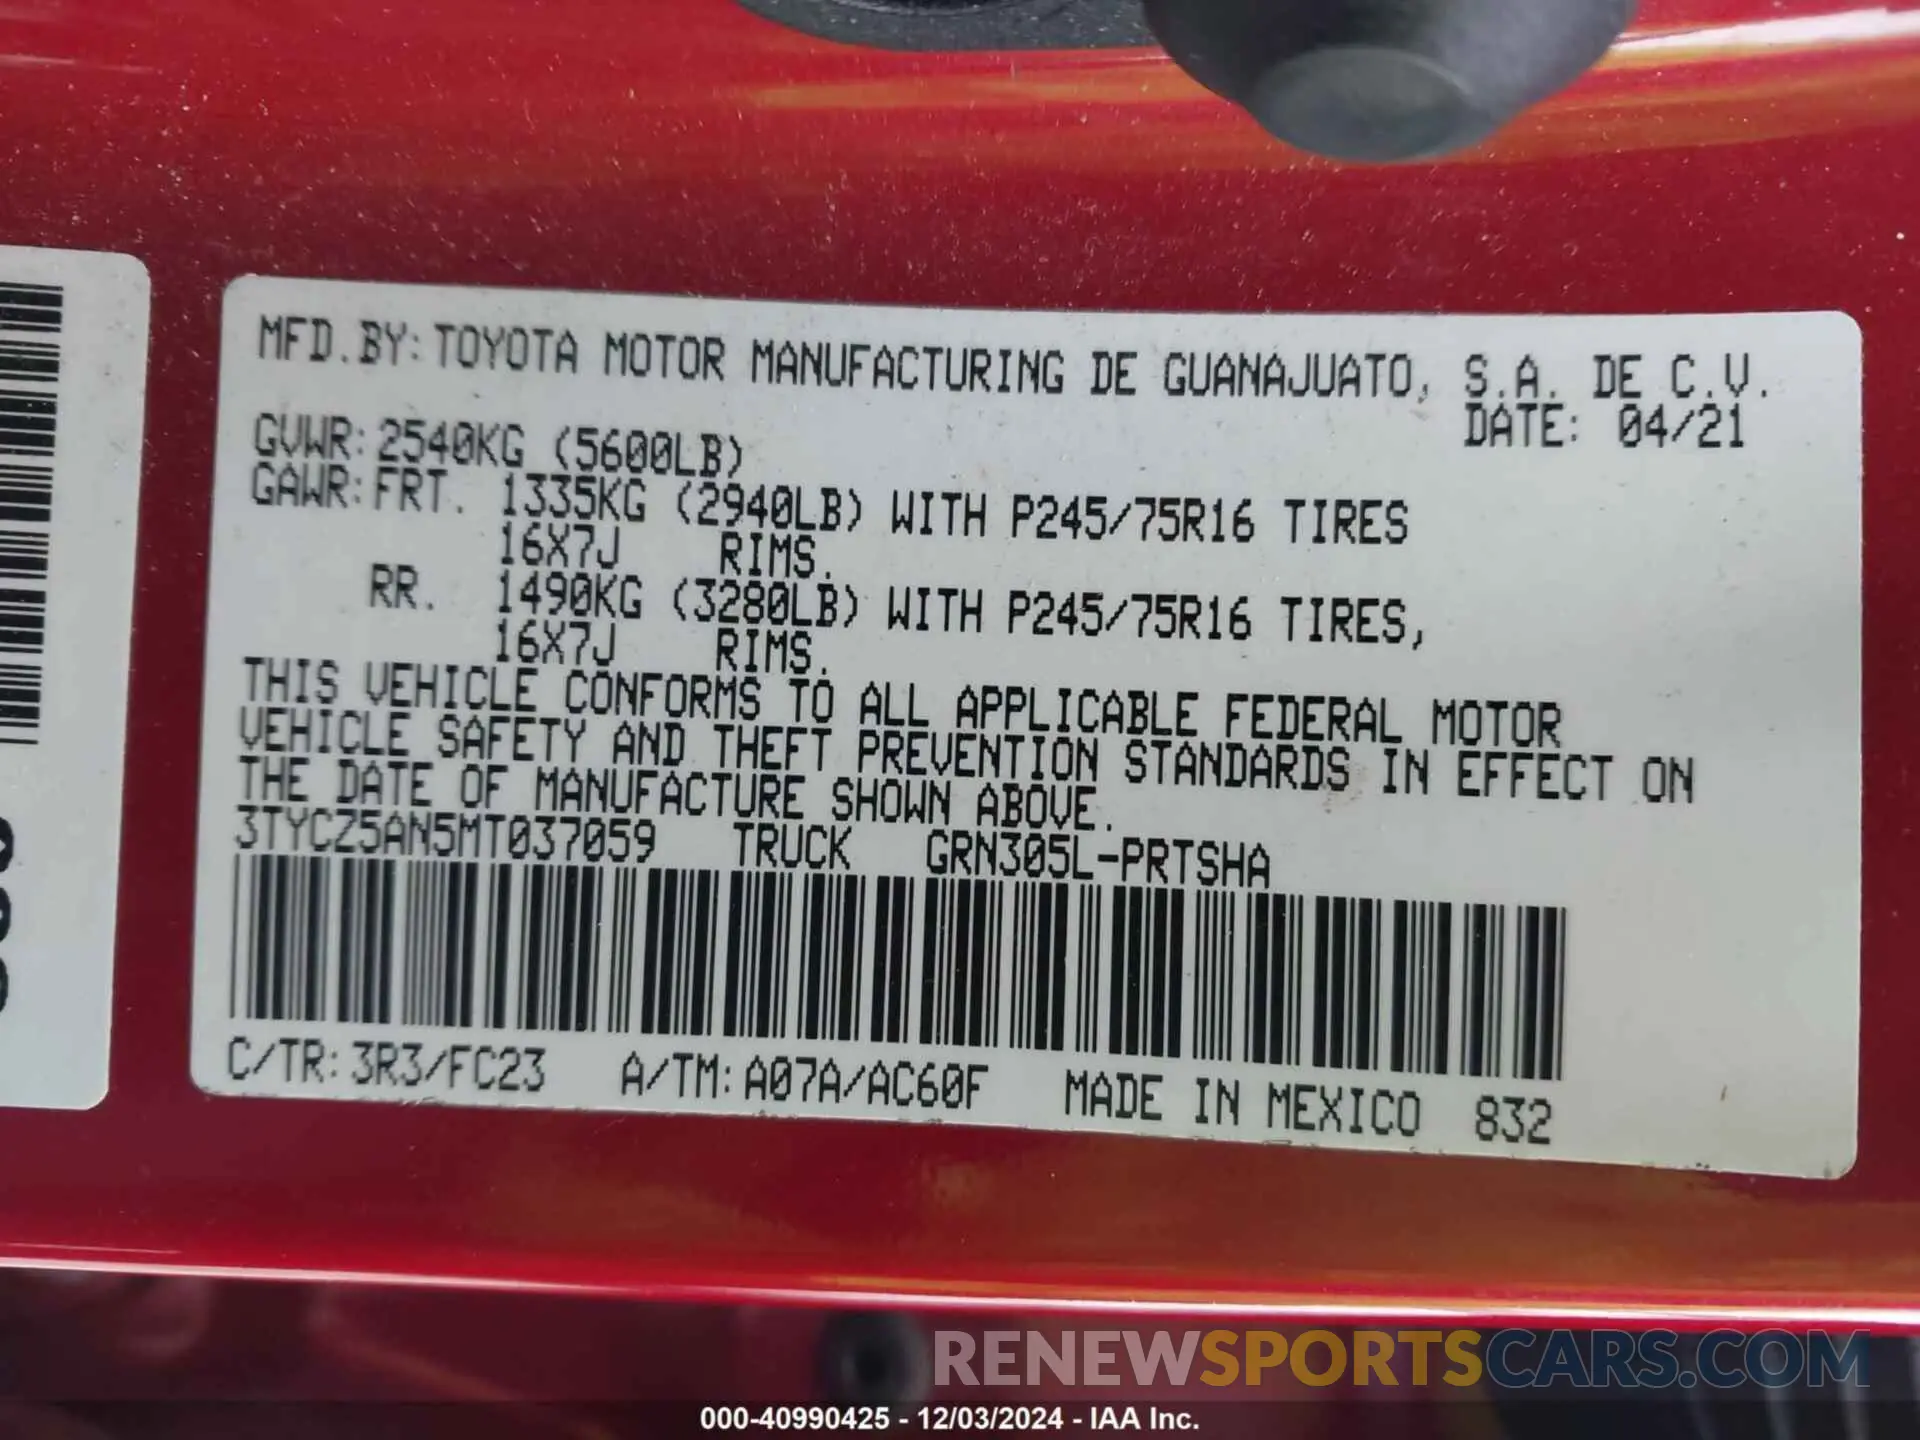 MFD.BY:TOYOTA MOTOR MANUFACTURING DE GUANAJUATO, S.A. DE C.V.
DATE: 04/21
GVWR:2540KG (5600LB)
GAWR:FRT. 1335KG (2940LB) WITH P245/75R16 TIRES
16X7J RIMS.
RR. 1490KG (3280LB) WITH P245/75R16 TIRES,
16X7J RIMS.
THIS VEHICLE CONFORMS TO ALL APPLICABLE FEDERAL MOTOR
VEHICLE SAFETY AND THEFT PREVENTION STANDARDS IN EFFECT ON
THE DATE OF MANUFACTURE SHOWN ABOVE.
3TYCZ5AN5MT037059 TRUCK GRN305L-PRTSHA
C/TR:3R3/FC23 A/TM:A07A/AC60F MADE IN MEXICO 832
RENEWSPORTSCARS.COM
000-40990425 - 12/03/2024 - IAA Inc.